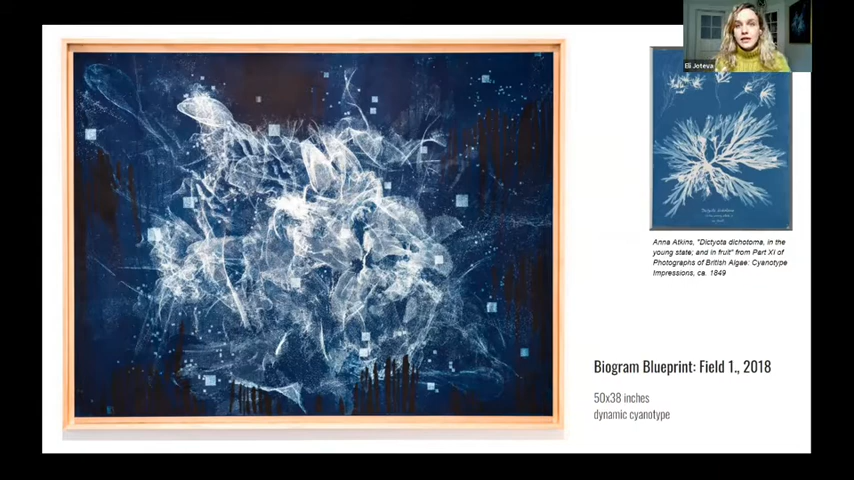 Eli Joteva
Anna Atkins, "Dictyota dichotoma, in the
young state; and in fruit" from Part XI of
Photographs of British Algae: Cyanotype
Impressions, ca. 1849
Biogram Blueprint: Field 1., 2018
50x38 inches
dynamic cyanotype